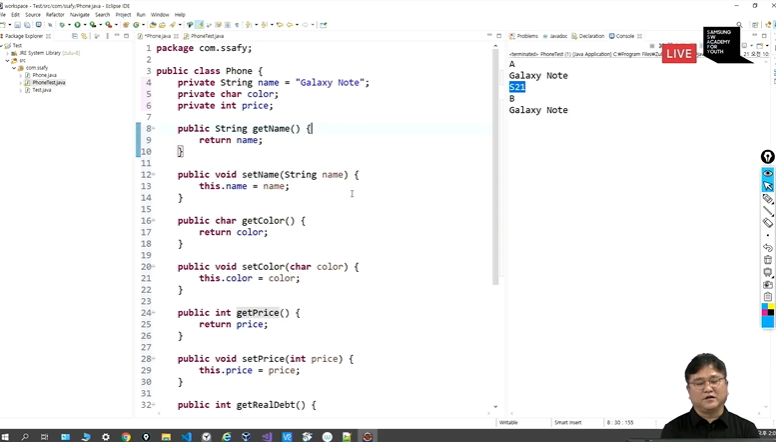 workspace - Test/src/com/ssafy/Phone.java - Eclipse IDE
File Edit Source Refactor Navigate Search Project Run Window Help
Package Explorer
Test
JRE System Library
src
com.ssafy
Phone.java
PhoneTest.java
Test.java
*Phone.java
PhoneTest.java
1 package com.ssafy;
2
3 public class Phone {
4 private String name = "Galaxy Note";
5 private char color;
6 private int price;
7
8 public String getName() {
9 return name;
10 }
11
12 public void setName(String name) {
13 this.name = name;
14 }
15
16 public char getColor() {
17 return color;
18 }
19
20 public void setColor(char color) {
21 this.color = color;
22 }
23
24 public int getPrice() {
25 return price;
26 }
27
28 public void setPrice(int price) {
29 this.price = price;
30 }
31
32 public int getRealDebt() {
Problems Javadoc Declaration Console
<terminated> PhoneTest (1) [Java Application]
A
Galaxy Note
S21
B
Galaxy Note
LIVE
SAMSUNG
SW
ACADEMY
FOR
YOUTH
Writable Smart Insert 8 : 30 : 155